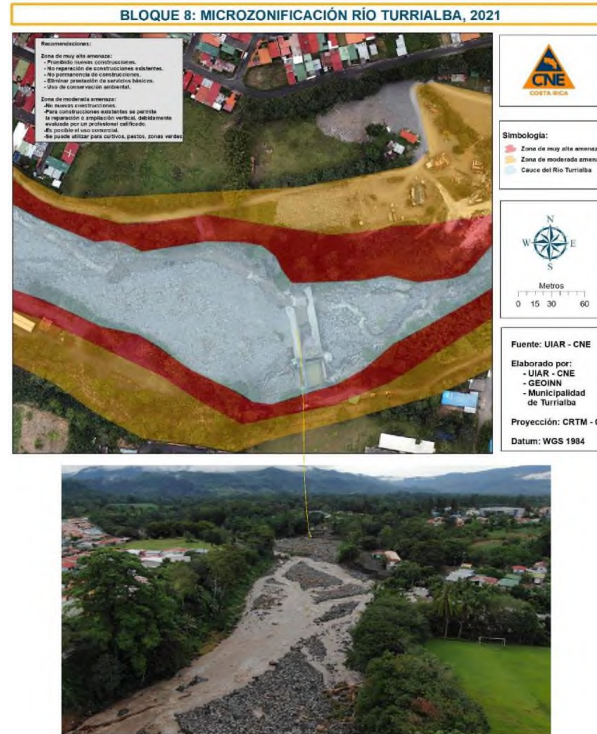 BLOQUE 8: MICROZONIFICACIÓN RÍO TURRIALBA, 2021
Recomendaciones:
Zona de muy alta amenaza:
- Prohibido nuevas construcciones.
- No reparación de construcciones existentes.
- No permanencia de construcciones.
- Eliminar prestación de servicios básicos.
- Uso de conservación ambiental.
Zona de moderada amenaza:
-No nuevas construcciones.
-Para construcciones existentes se permite
la reparación o ampliación vertical, debidamente
evaluada por un profesional calificado.
-Es posible el uso comercial.
-Se puede utilizar para cultivos, pastos, zonas verdes
CNE
COSTA RICA
Simbología:
Zona de muy alta amenaz
Zona de moderada amena
Cauce del Río Turrialba
N
W E
S
Metros
0 15 30 60
Fuente: UIAR - CNE
Elaborado por:
- UIAR - CNE
- GEOINN
- Municipalidad
de Turrialba
Proyección: CRTM - 0
Datum: WGS 1984